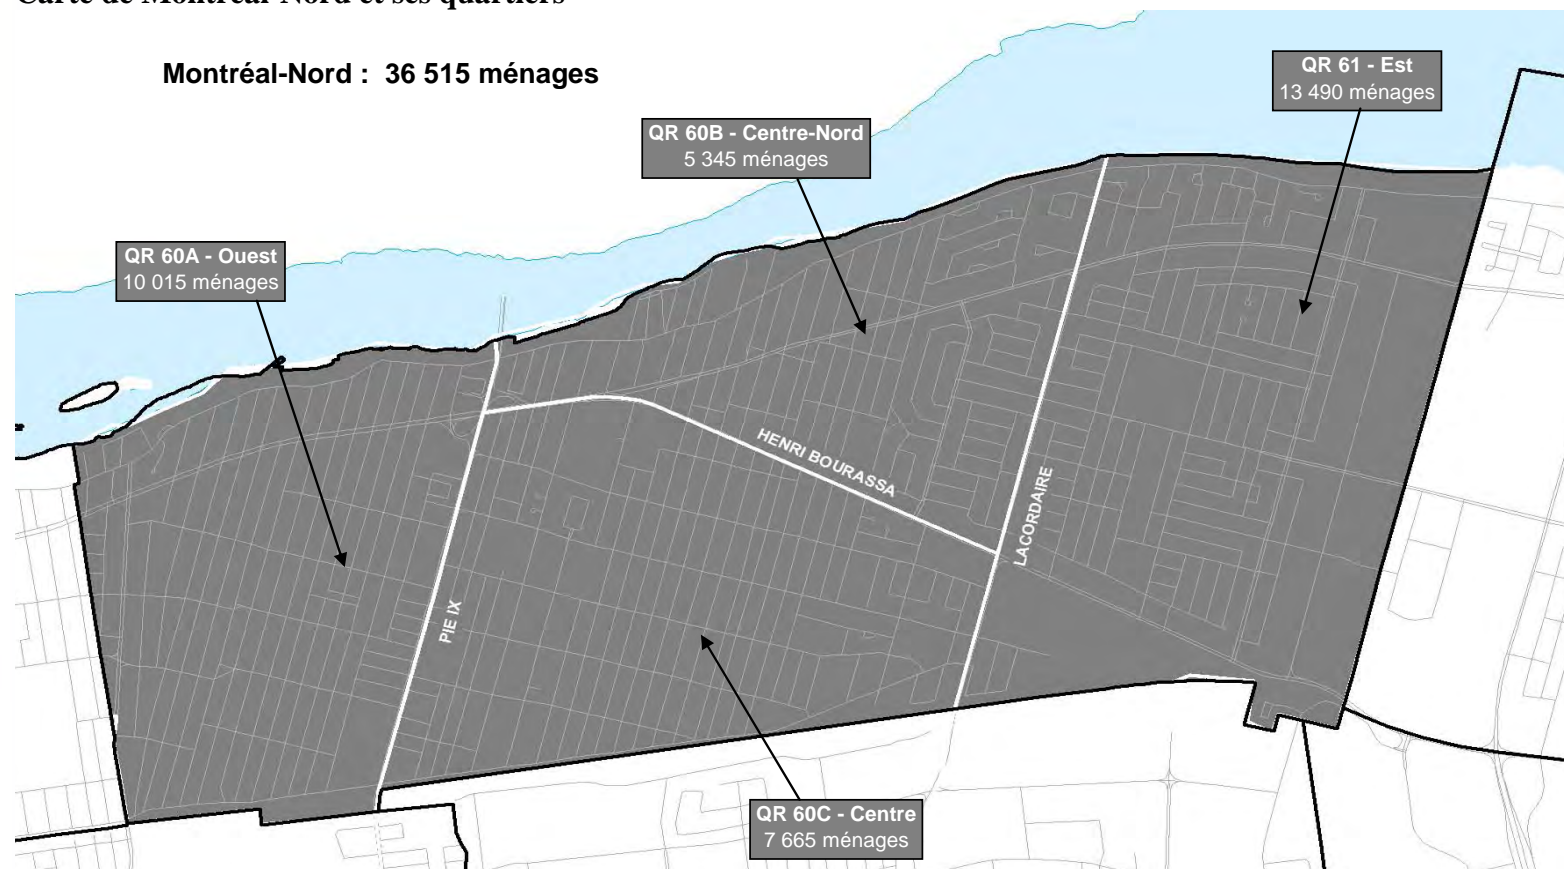 Carte de Montréal-Nord et ses quartiers
Montréal-Nord : 36 515 ménages
QR 61 - Est
13 490 ménages
QR 60B - Centre-Nord
5 345 ménages
QR 60A - Ouest
10 015 ménages
HENRI BOURASSA
LACORDAIRE
PIE IX
QR 60C - Centre
7 665 ménages